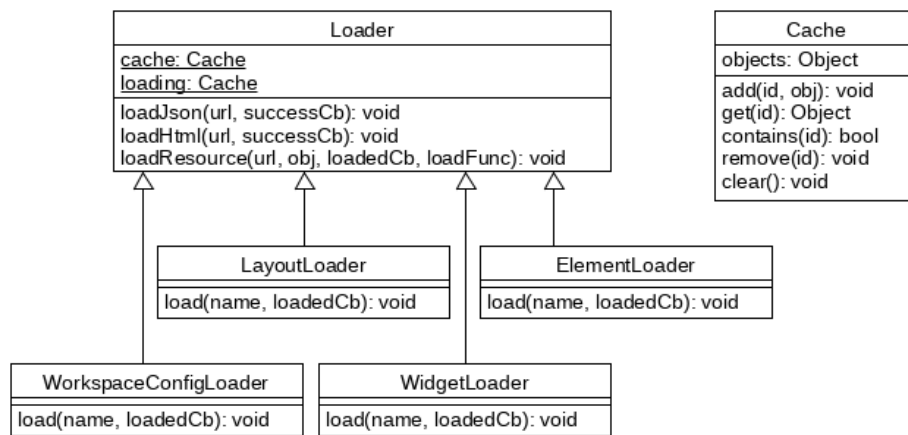 Loader
cache: Cache
loading: Cache
loadJson(url, successCb): void
loadHtml(url, successCb): void
loadResource(url, obj, loadedCb, loadFunc): void
Cache
objects: Object
add(id, obj): void
get(id): Object
contains(id): bool
remove(id): void
clear(): void
LayoutLoader
load(name, loadedCb): void
ElementLoader
load(name, loadedCb): void
WorkspaceConfigLoader
load(name, loadedCb): void
WidgetLoader
load(name, loadedCb): void